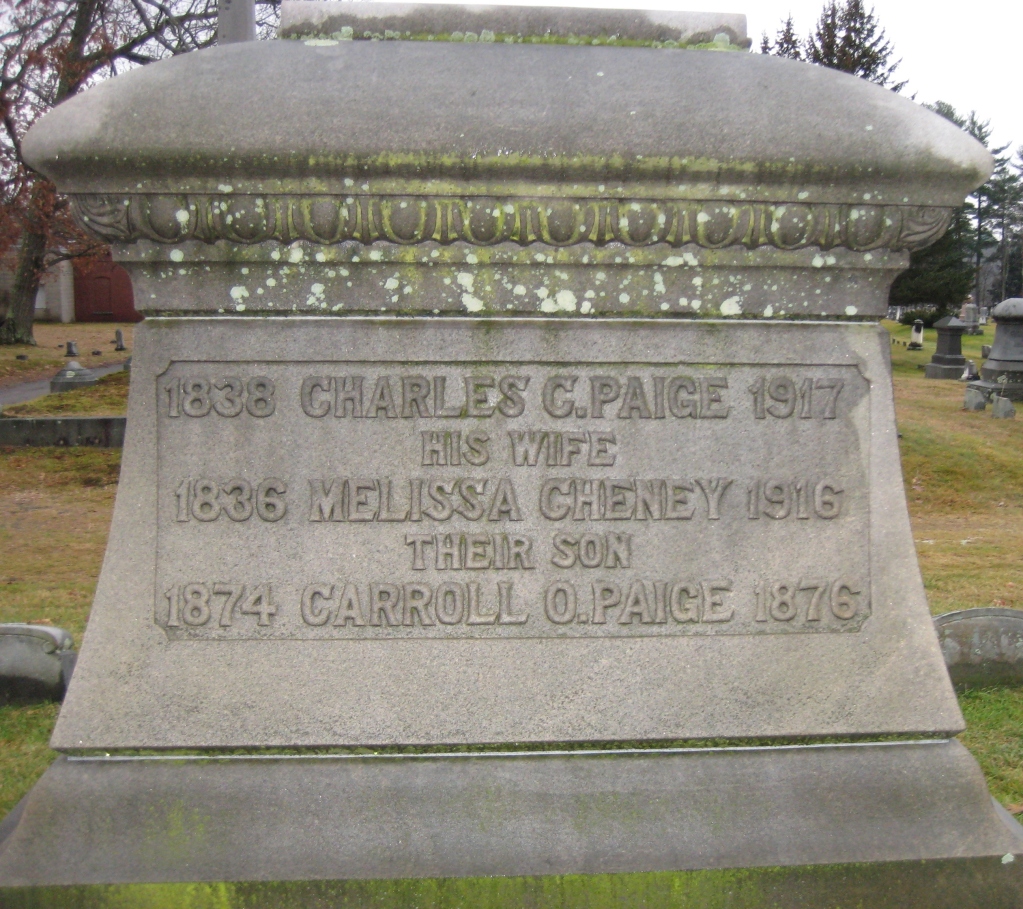 1838 CHARLES C. PAIGE 1917
HIS WIFE
1836 MELISSA CHENEY 1916
THEIR SON
1874 CARROLL O. PAIGE 1876